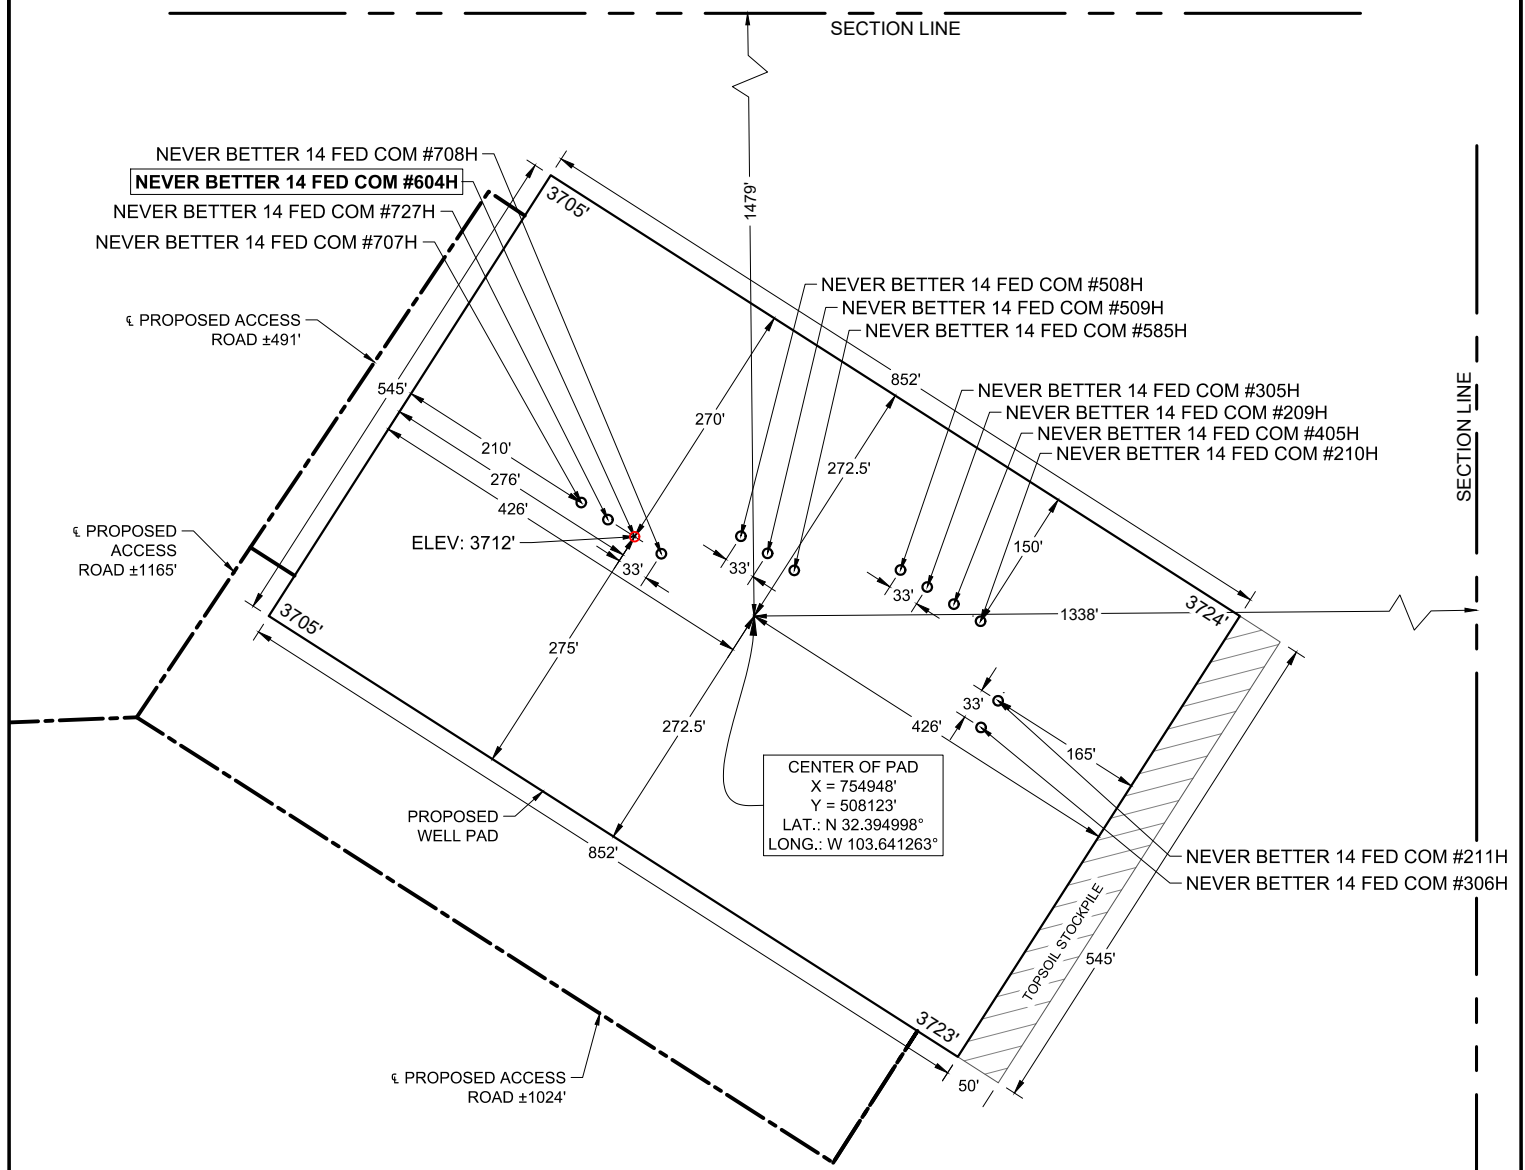 SECTION LINE
1479'
NEVER BETTER 14 FED COM #708H
NEVER BETTER 14 FED COM #604H
NEVER BETTER 14 FED COM #727H
NEVER BETTER 14 FED COM #707H
3705'
℄ PROPOSED ACCESS
ROAD ±491'
545'
852'
NEVER BETTER 14 FED COM #508H
NEVER BETTER 14 FED COM #509H
NEVER BETTER 14 FED COM #585H
NEVER BETTER 14 FED COM #305H
NEVER BETTER 14 FED COM #209H
NEVER BETTER 14 FED COM #405H
NEVER BETTER 14 FED COM #210H
SECTION LINE
270'
272.5'
210'
276'
426'
ELEV: 3712'
33'
33'
33'
150'
℄ PROPOSED
ACCESS
ROAD ±1165'
3705'
1338'
3724'
275'
272.5'
426'
33'
165'
CENTER OF PAD
X = 754948'
Y = 508123'
LAT.: N 32.394998°
LONG.: W 103.641263°
PROPOSED
WELL PAD
852'
NEVER BETTER 14 FED COM #211H
NEVER BETTER 14 FED COM #306H
TOPSOIL STOCKPILE
545'
3723'
50'
℄ PROPOSED ACCESS
ROAD ±1024'